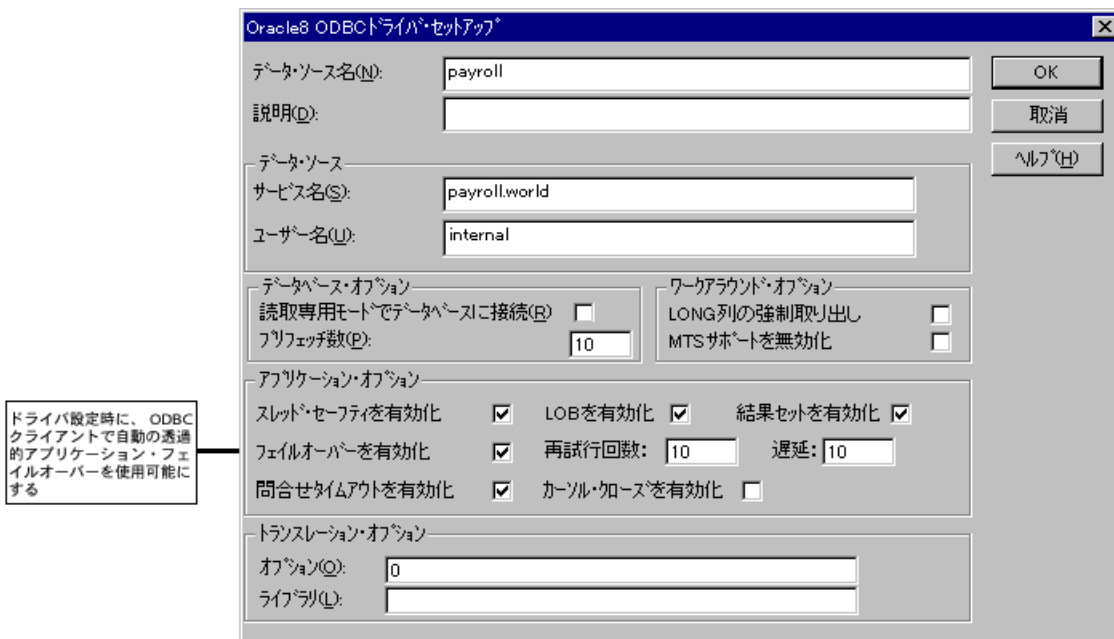 Oracle8 ODBCﾄﾞﾗｲﾊﾞ・ｾｯﾄｱｯﾌﾟ
ﾃﾞｰﾀ・ｿｰｽ名(N): payroll OK
説明(D): 取消
ﾍﾙﾌﾟ(H)
ﾃﾞｰﾀ・ｿｰｽ
ｻｰﾋﾞｽ名(S): payroll.world
ﾕｰｻﾞｰ名(U): internal
ﾃﾞｰﾀﾍﾞｰｽ・ｵﾌﾟｼｮﾝ ﾜｰｸｱﾗｳﾝﾄﾞ・ｵﾌﾟｼｮﾝ
読取専用ﾓｰﾄﾞでﾃﾞｰﾀﾍﾞｰｽに接続(R) LONG列の強制取り出し
ﾌﾟﾘﾌｪｯﾁ数(P): 10 MTSｻﾎﾟｰﾄを無効化
ｱﾌﾟﾘｹｰｼｮﾝ・ｵﾌﾟｼｮﾝ
ｽﾚｯﾄﾞ・ｾｰﾌﾃｨを有効化 LOBを有効化 結果ｾｯﾄを有効化
ﾌｪｲﾙｵｰﾊﾞｰを有効化 再試行回数: 10 遅延: 10
問合せﾀｲﾑｱｳﾄを有効化 ｶｰｿﾙ・ｸﾛｰｽﾞを有効化
ﾄﾗﾝｽﾚｰｼｮﾝ・ｵﾌﾟｼｮﾝ
ｵﾌﾟｼｮﾝ(O): 0
ﾗｲﾌﾞﾗﾘ(L):
ドライバ設定時に、ODBC
クライアントで自動の透過
的アプリケーション・フェ
イルオーバーを使用可能に
する